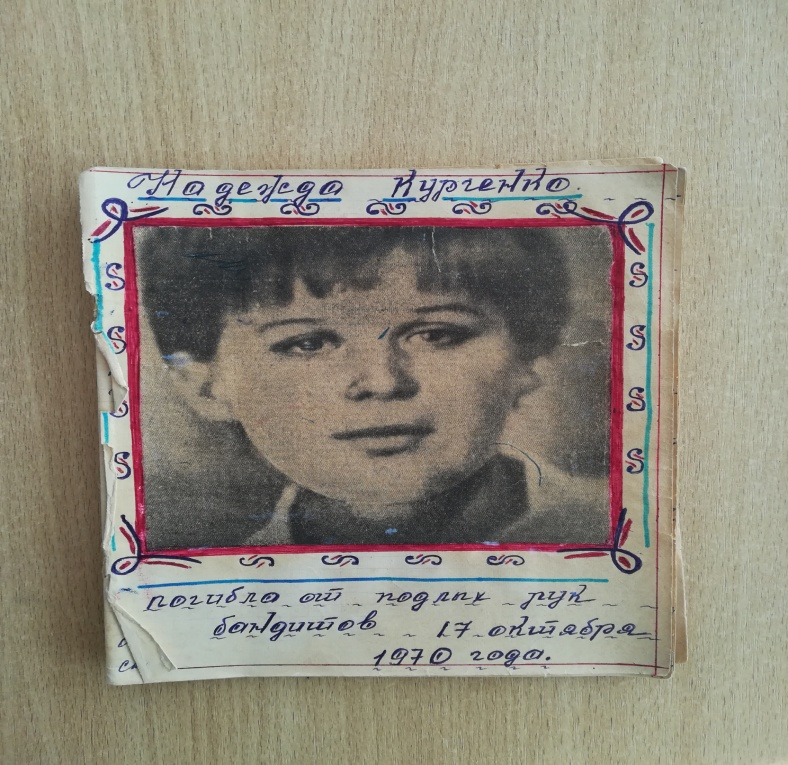 Надежда Курченко.
погибла от подлых рук
бандитов 17 октября
1970 года.